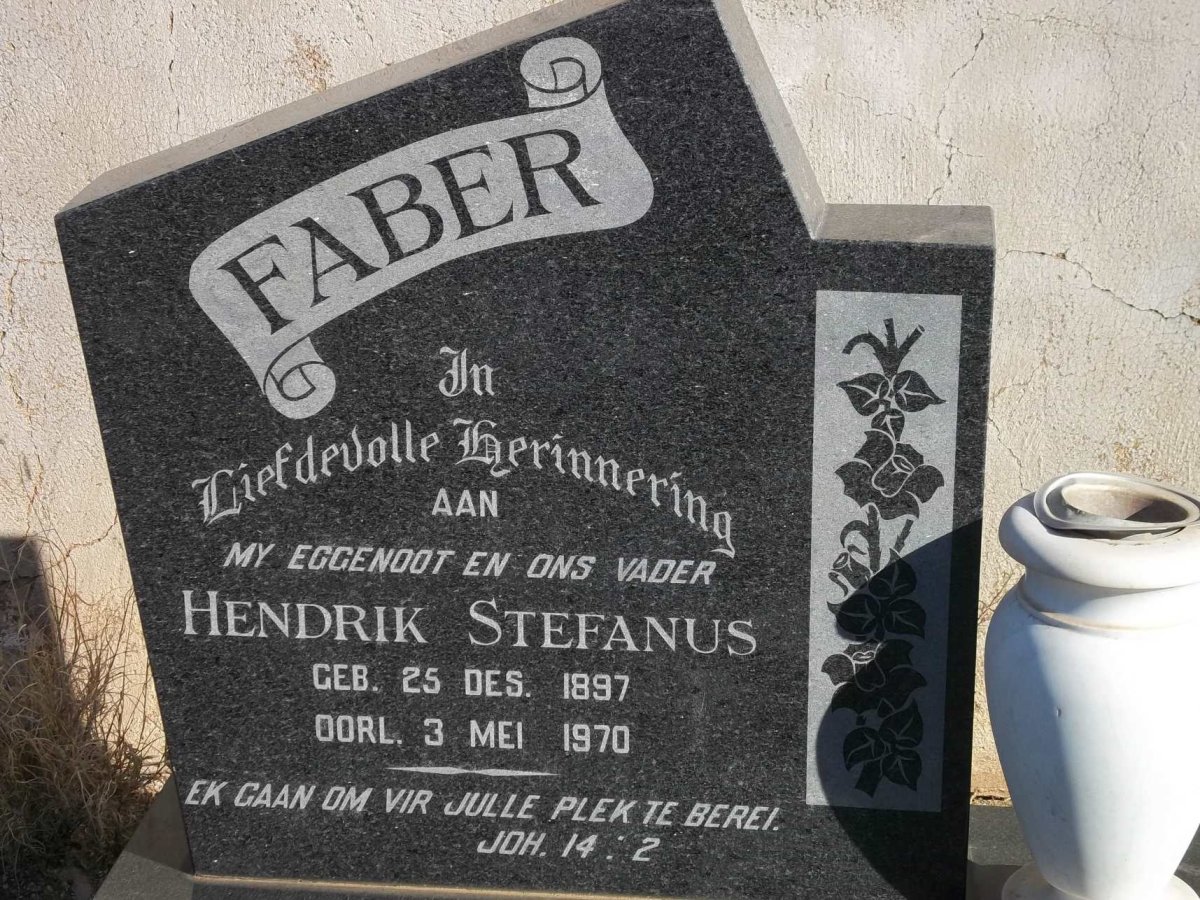 FABER
In
Liefdevolle Herinnering
AAN
MY EGGENOOT EN ONS VADER
HENDRIK STEFANUS
GEB. 25 DES. 1897
OORL. 3 MEI 1970
EK GAAN OM VIR JULLE PLEK TE BEREI.
JOH. 14:2